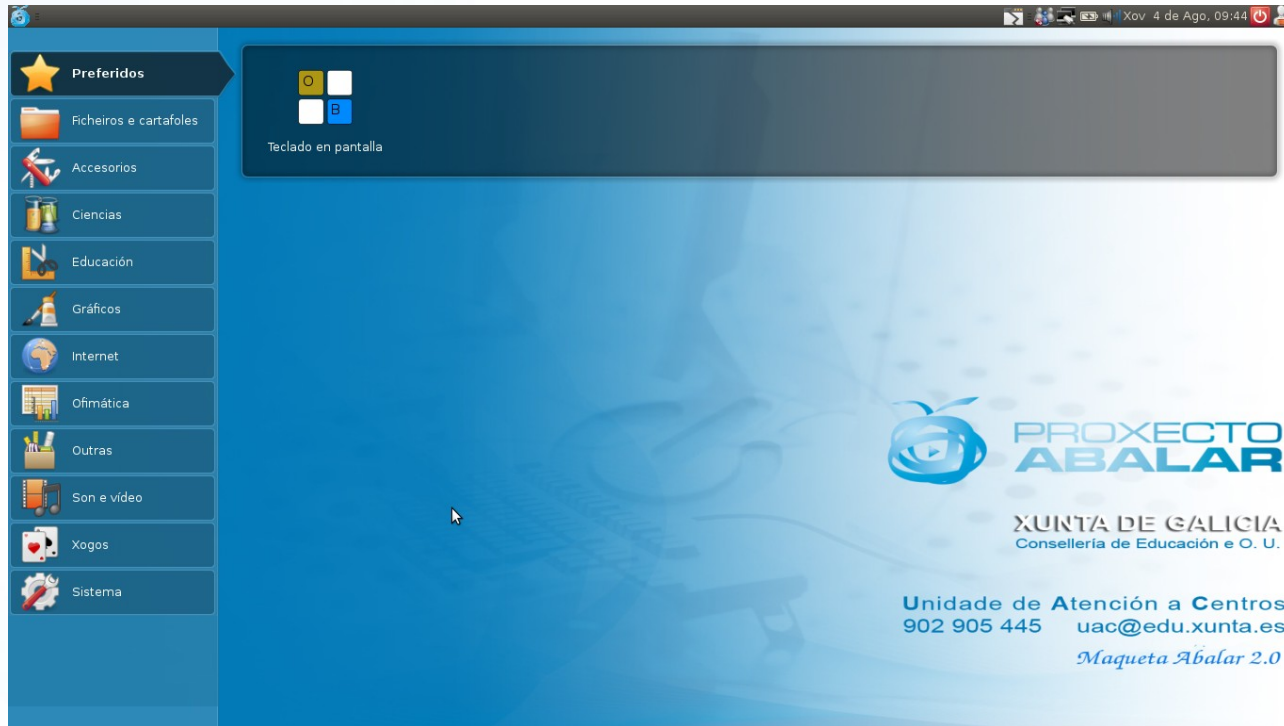 Xov 4 de Ago, 09:44
Preferidos
Ficheiros e cartafoles
Accesorios
Ciencias
Educación
Gráficos
Internet
Ofimática
Outras
Son e vídeo
Xogos
Sistema
O
B
Teclado en pantalla
PROXECTO
ABALAR
XUNTA DE GALICIA
Consellería de Educación e O. U.
Unidade de Atención a Centros
902 905 445 uac@edu.xunta.es
Maqueta Abalar 2.0